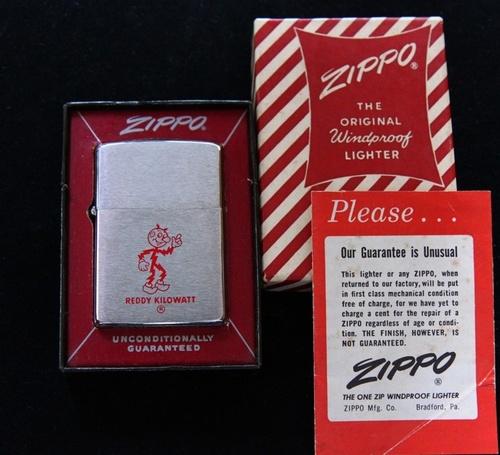 ZIPPO®
REDDY KILOWATT
®
UNCONDITIONALLY
GUARANTEED
ZIPPO®
THE
ORIGINAL
Windproof
LIGHTER
Please...
Our Guarantee is Unusual
This lighter or any ZIPPO, when
returned to our factory, will be put
in first class mechanical condition
free of charge, for we have yet to
charge a cent for the repair of a
ZIPPO regardless of age or condi-
tion. THE FINISH, HOWEVER, IS
NOT GUARANTEED.
ZIPPO®
THE ONE ZIP WINDPROOF LIGHTER
ZIPPO Mfg. Co. Bradford, Pa.